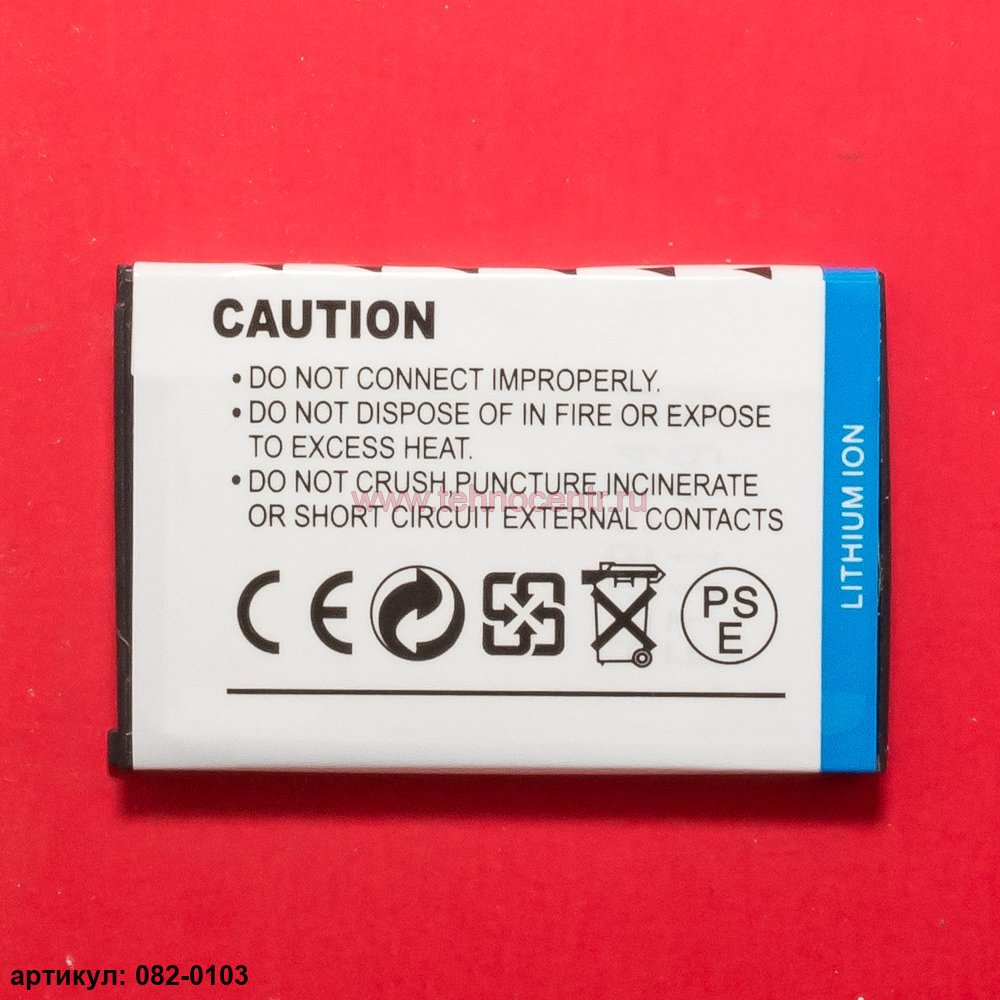 CAUTION
• DO NOT CONNECT IMPROPERLY.
• DO NOT DISPOSE OF IN FIRE OR EXPOSE
TO EXCESS HEAT.
• DO NOT CRUSH PUNCTURE INCINERATE
OR SHORT CIRCUIT EXTERNAL CONTACTS
www.tehnocentr.ru
CE
PS
E
LITHIUM ION
артикул: 082-0103